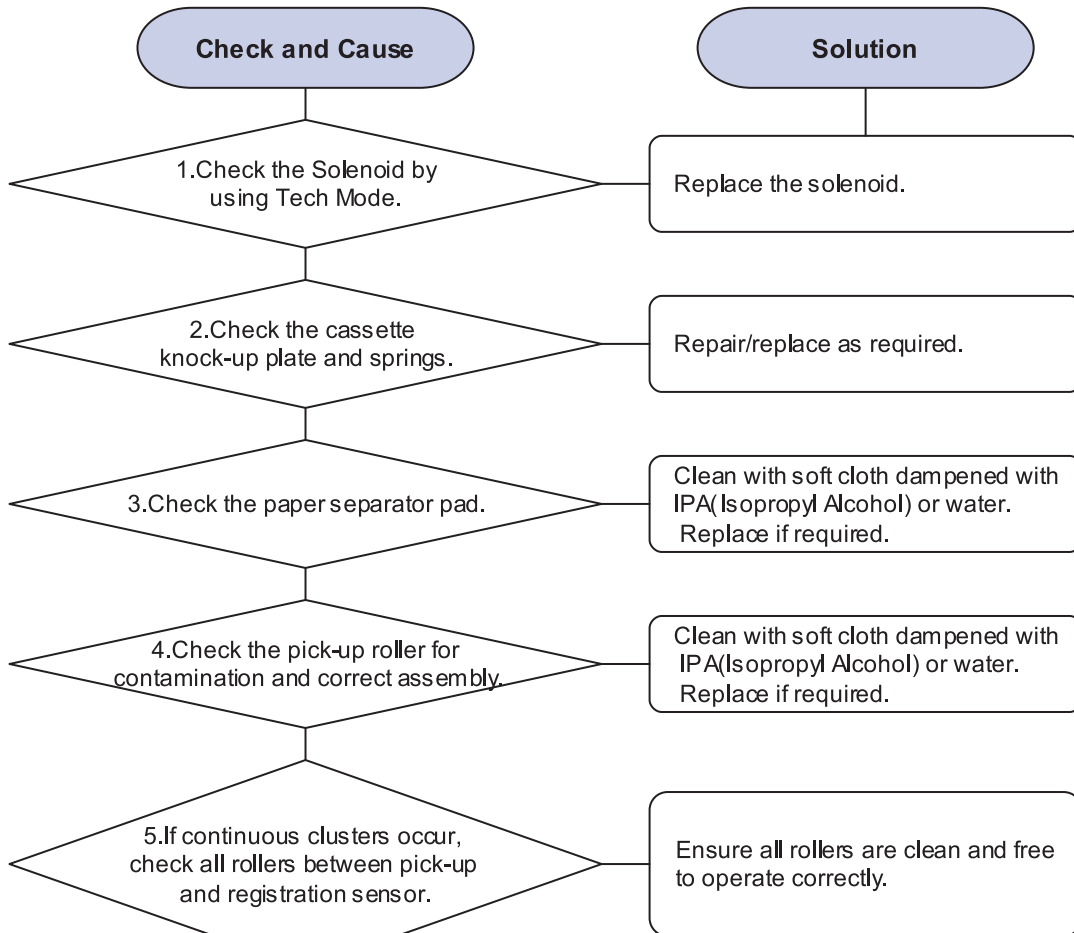 Check and Cause
Solution
1.Check the Solenoid by
using Tech Mode.
Replace the solenoid.
2.Check the cassette
knock-up plate and springs.
Repair/replace as required.
3.Check the paper separator pad.
Clean with soft cloth dampened with
IPA(Isopropyl Alcohol) or water.
Replace if required.
4.Check the pick-up roller for
contamination and correct assembly.
Clean with soft cloth dampened with
IPA(Isopropyl Alcohol) or water.
Replace if required.
5.If continuous clusters occur,
check all rollers between pick-up
and registration sensor.
Ensure all rollers are clean and free
to operate correctly.